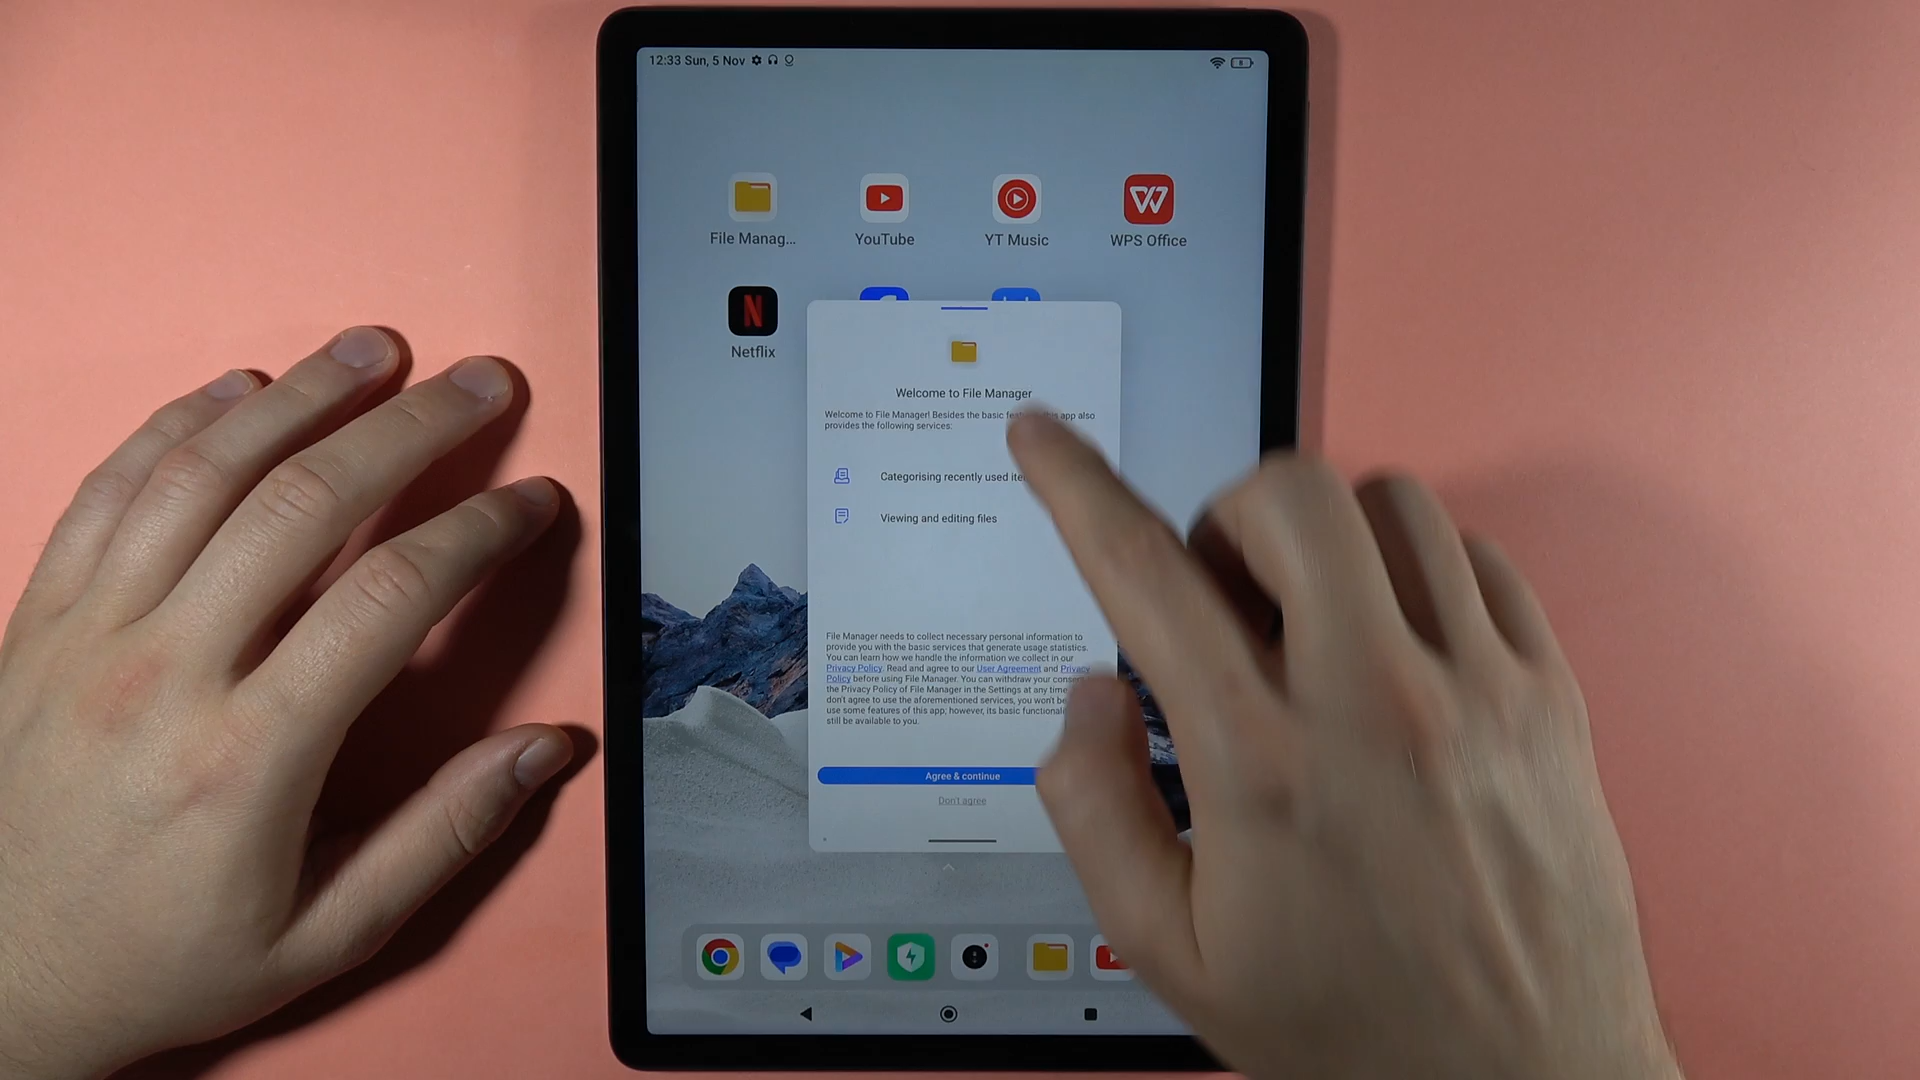 12:33 Sun, 5 Nov
File Manag...
YouTube
YT Music
WPS Office
Netflix
Welcome to File Manager
Welcome to File Manager! Besides the basic this app also
provides the following services:
Categorising recently used
Viewing and editing files
File Manager needs to collect necessary personal information to
provide you with the basic services that generate usage statistics.
You can learn how we handle the information we collect in our
Privacy Policy. Read and agree to our User Agreement and Privacy
Policy before using File Manager. You can withdraw your
the Privacy Policy of File Manager in the Settings at any time
don't agree to use the aforementioned services, you won't
use some features of this app; however, its basic
still be available to you.
Agree & continue
Don't agree